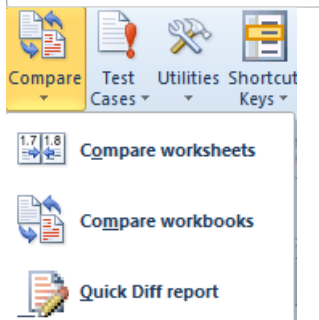 Compare Test Utilities Shortcut
Cases Keys
1.7 1.8
Compare worksheets
Compare workbooks
Quick Diff report